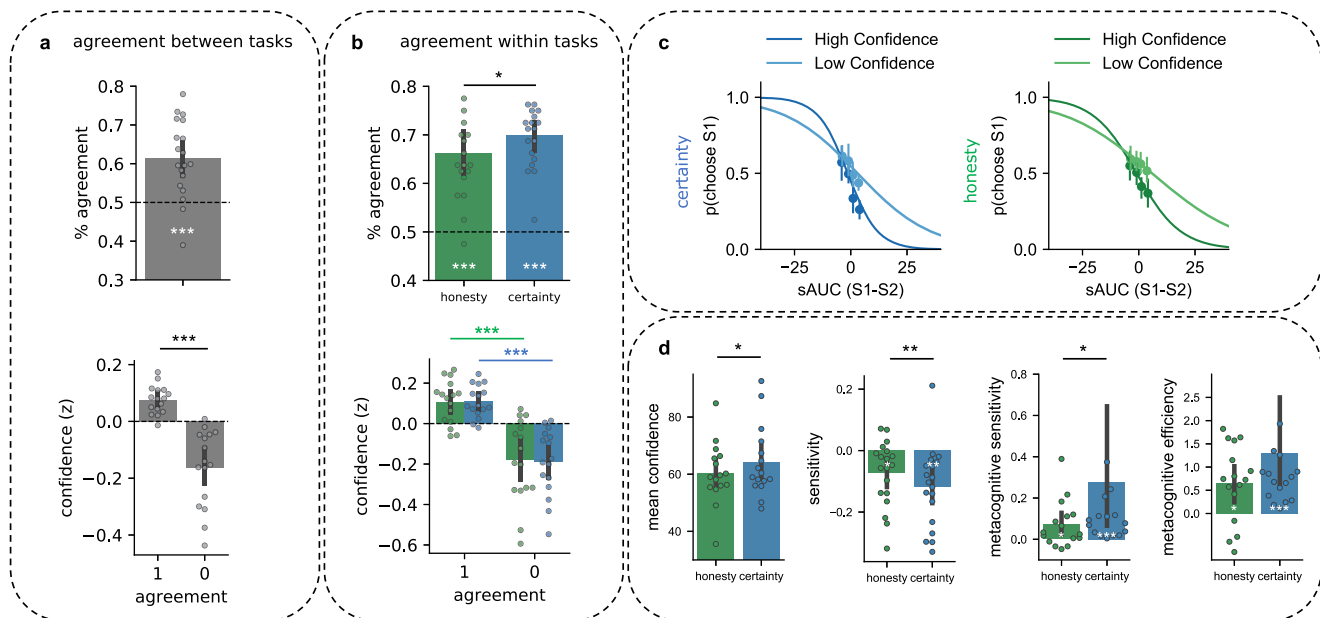 a agreement between tasks
% agreement
0.8
0.7
0.6
0.5
0.4
0.3
***
***
confidence (z)
0.2
0.0
−0.2
−0.4
1 0
agreement
b agreement within tasks
% agreement
0.8
0.7
0.6
0.5
0.4
*
*** ***
honesty certainty
***
***
confidence (z)
0.4
0.2
0.0
−0.2
−0.4
−0.6
1 0
agreement
c
High Confidence
Low Confidence
certainty
p(choose S1)
1.0
0.5
0.0
−25 0 25
sAUC (S1-S2)
High Confidence
Low Confidence
honesty
p(choose S1)
1.0
0.5
0.0
−25 0 25
sAUC (S1-S2)
d
*
mean confidence
80
60
40
honesty certainty
**
sensitivity
0.2
0.0
−0.2
**
honesty certainty
*
metacognitive sensitivity
0.8
0.6
0.4
0.2
0.0
* ***
honesty certainty
metacognitive efficiency
2.5
2.0
1.5
1.0
0.5
0.0
* ***
honesty certainty